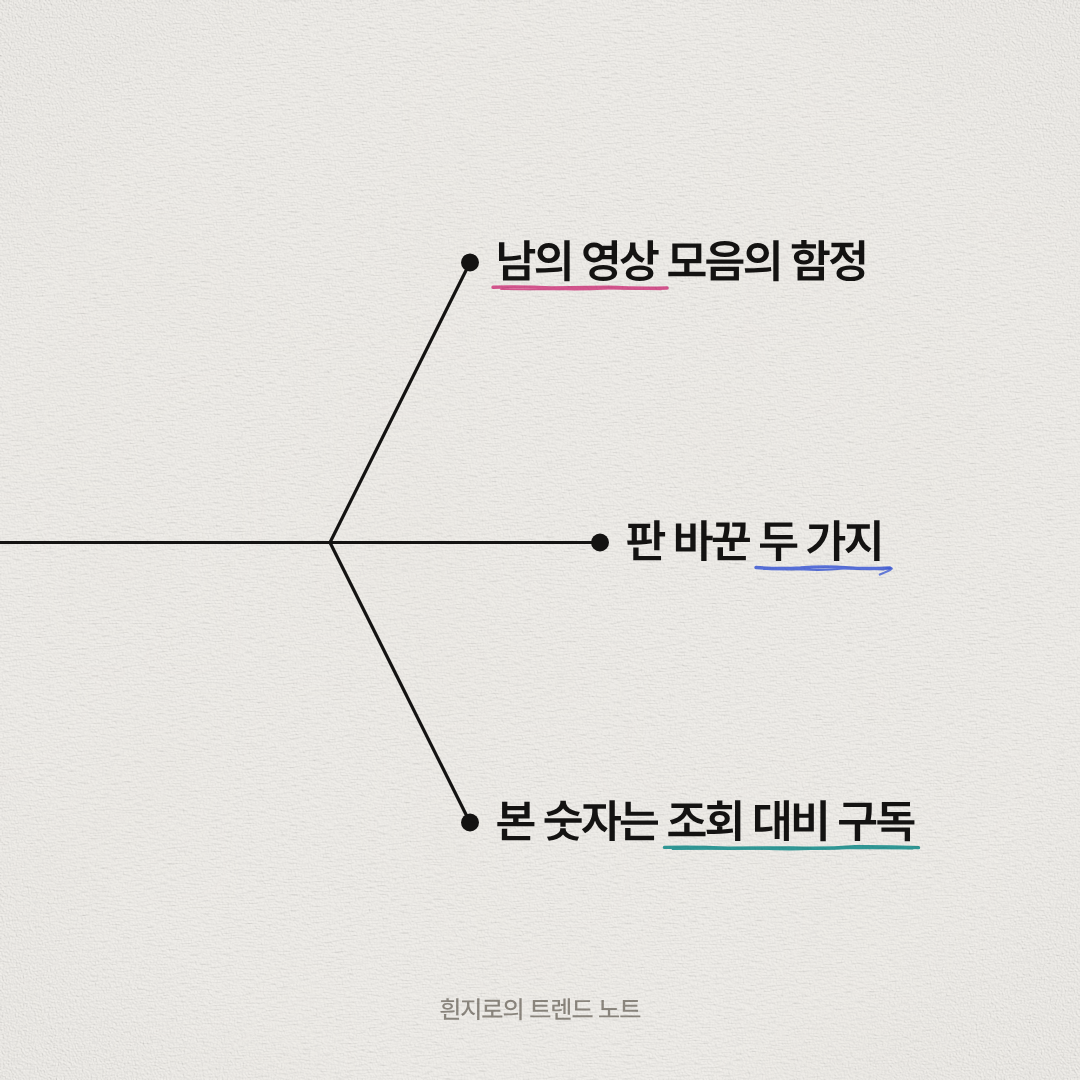 남의 영상 모음의 함정
판 바꾼 두 가지
본 숫자는 조회 대비 구독
흰지로의 트렌드 노트